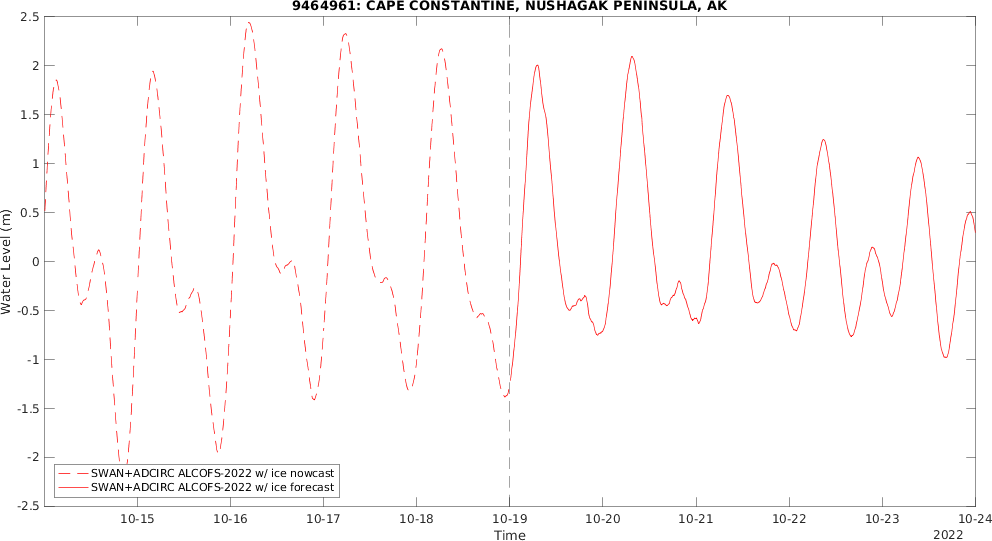 9464961: CAPE CONSTANTINE, NUSHAGAK PENINSULA, AK
2.5
2
1.5
1
0.5
0
-0.5
-1
-1.5
-2
-2.5
Water Level (m)
SWAN+ADCIRC ALCOFS-2022 w/ ice nowcast
SWAN+ADCIRC ALCOFS-2022 w/ ice forecast
10-15 10-16 10-17 10-18 10-19 10-20 10-21 10-22 10-23 10-24
Time
2022